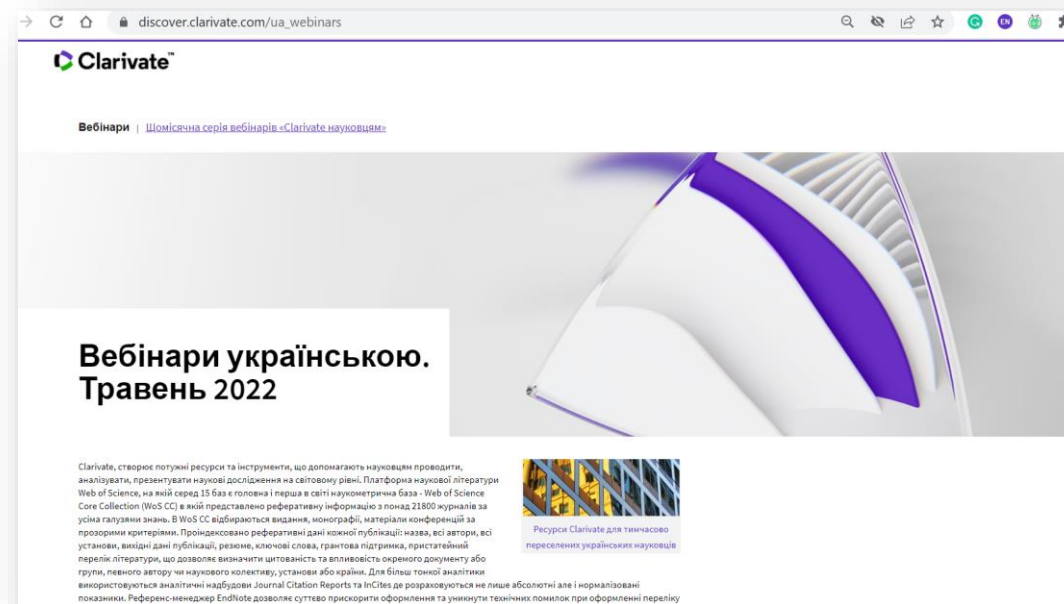 discover.clarivate.com/ua_webinars
EN
Clarivate™
Вебінари | Щомісячна серія вебінарів «Clarivate науковцям»
Вебінари українською.
Травень 2022
Clarivate, створює потужні ресурси та інструменти, що допомагають науковцям проводити,
аналізувати, презентувати наукові дослідження на світовому рівні. Платформа наукової літератури
Web of Science, на якій серед 15 баз є головна і перша в світі наукометрична база - Web of Science
Core Collection (WoS CC) в якій представлено реферативну інформацію з понад 21800 журналів за
усіма галузями знань. В WoS CC відбираються видання, монографії, матеріали конференцій за
прозорими критеріями. Проіндексовано реферативні дані кожної публікації: назва, всі автори, всі
установи, вихідні дані публікації, резюме, ключові слова, грантова підтримка, пристатейний
перелік літератури, що дозволяє визначити цитованість та впливовість окремого документу або
групи, певного автору чи наукового колективу, установи або країни. Для більш тонкої аналітики
використовуються аналітичні надбудови Journal Citation Reports та InCites де розраховуються не лише абсолютні але і нормалізовані
показники. Референс-менеджер EndNote дозволяє суттєво прискорити оформлення та уникнути технічних помилок при оформленні переліку
Ресурси Clarivate для тимчасово
переселених українських науковців